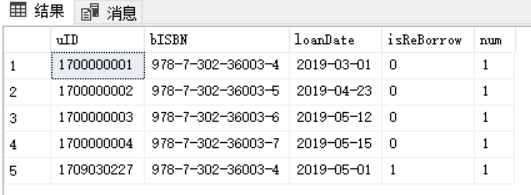 结果 消息
uID bISBN loanDate isReBorrow num
1 1700000001 978-7-302-36003-4 2019-03-01 0 1
2 1700000002 978-7-302-36003-5 2019-04-23 0 1
3 1700000003 978-7-302-36003-6 2019-05-12 0 1
4 1700000004 978-7-302-36003-7 2019-05-15 0 1
5 1709030227 978-7-302-36003-4 2019-05-01 1 1